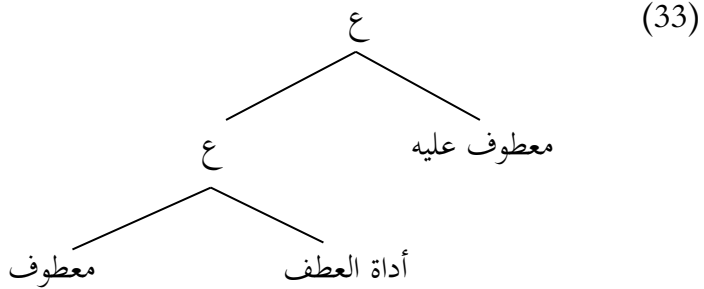 (33)
ع
معطوف عليه
ع
أداة العطف
معطوف